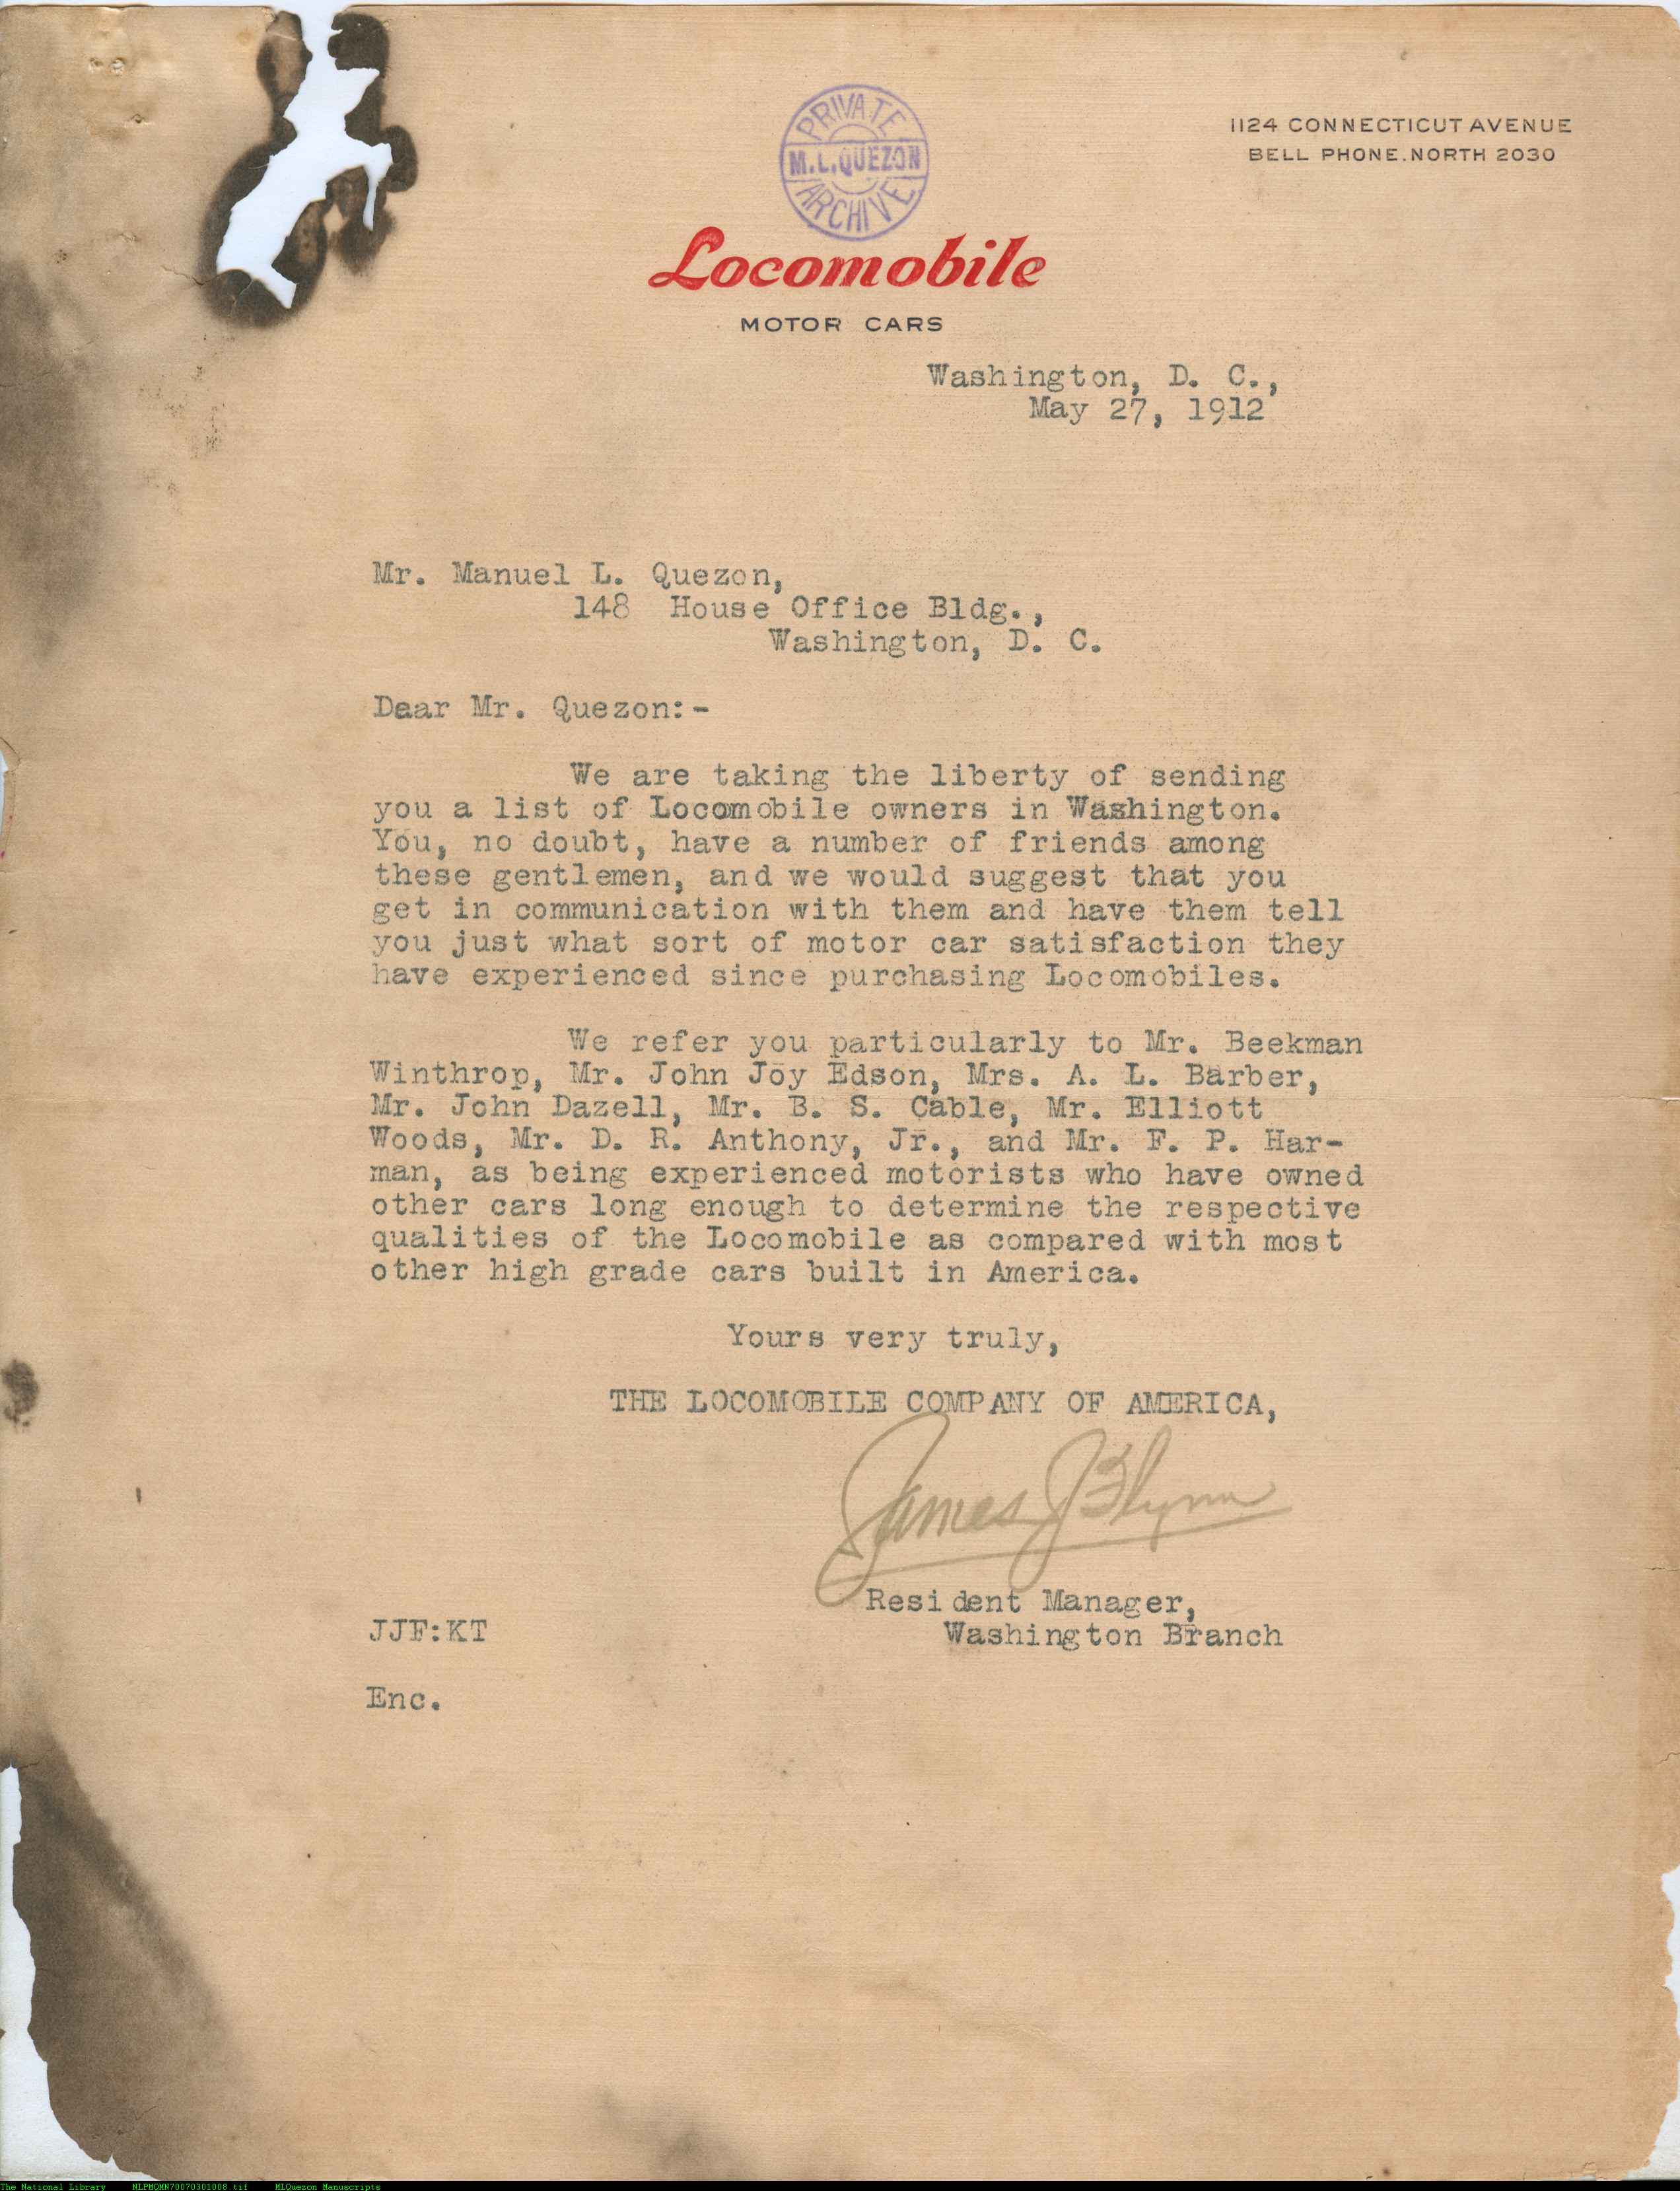 PRIVATE
M.L.QUEZON
ARCHIVE
1124 CONNECTICUT AVENUE
BELL PHONE.NORTH 2030
Locomobile
MOTOR CARS
Washington, D. C.,
May 27, 1912
Mr. Manuel L. Quezon,
148 House Office Bldg.,
Washington, D. C.
Dear Mr. Quezon:-
We are taking the liberty of sending
you a list of Locomobile owners in Washington.
You, no doubt, have a number of friends among
these gentlemen, and we would suggest that you
get in communication with them and have them tell
you just what sort of motor car satisfaction they
have experienced since purchasing Locomobiles.
We refer you particularly to Mr. Beekman
Winthrop, Mr. John Joy Edson, Mrs. A. L. Barber,
Mr. John Dazell, Mr. B. S. Cable, Mr. Elliott
Woods, Mr. D. R. Anthony, Jr., and Mr. F. P. Har-
man, as being experienced motorists who have owned
other cars long enough to determine the respective
qualities of the Locomobile as compared with most
other high grade cars built in America.
Yours very truly,
THE LOCOMOBILE COMPANY OF AMERICA,
James J Flynn
Resident Manager,
JJF:KT
Washington Branch
Enc.
The National Library NLPMQMN70070301008 tif MLQuezon Manuscripts